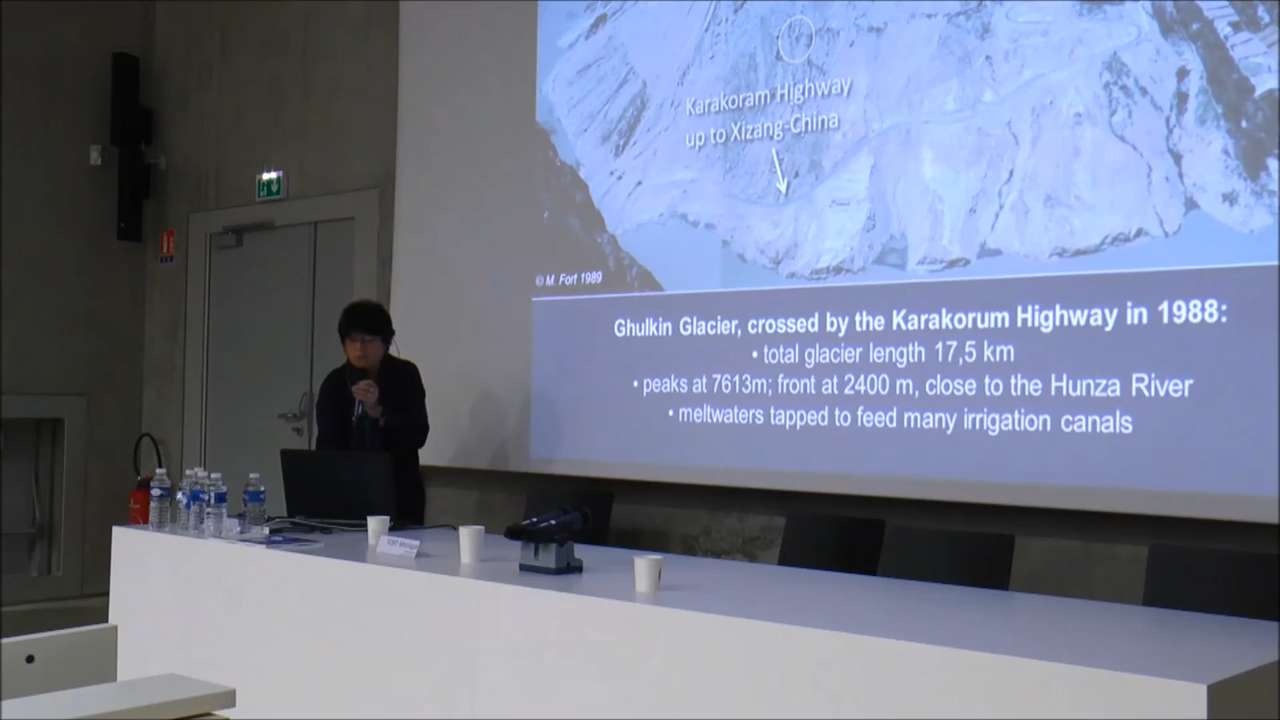 Karakoram Highway
up to Xizang-China
© M. Fort 1989
Ghulkin Glacier, crossed by the Karakorum Highway in 1988:
• total glacier length 17,5 km
• peaks at 7613m; front at 2400 m, close to the Hunza River
• meltwaters tapped to feed many irrigation canals
FORT Monique